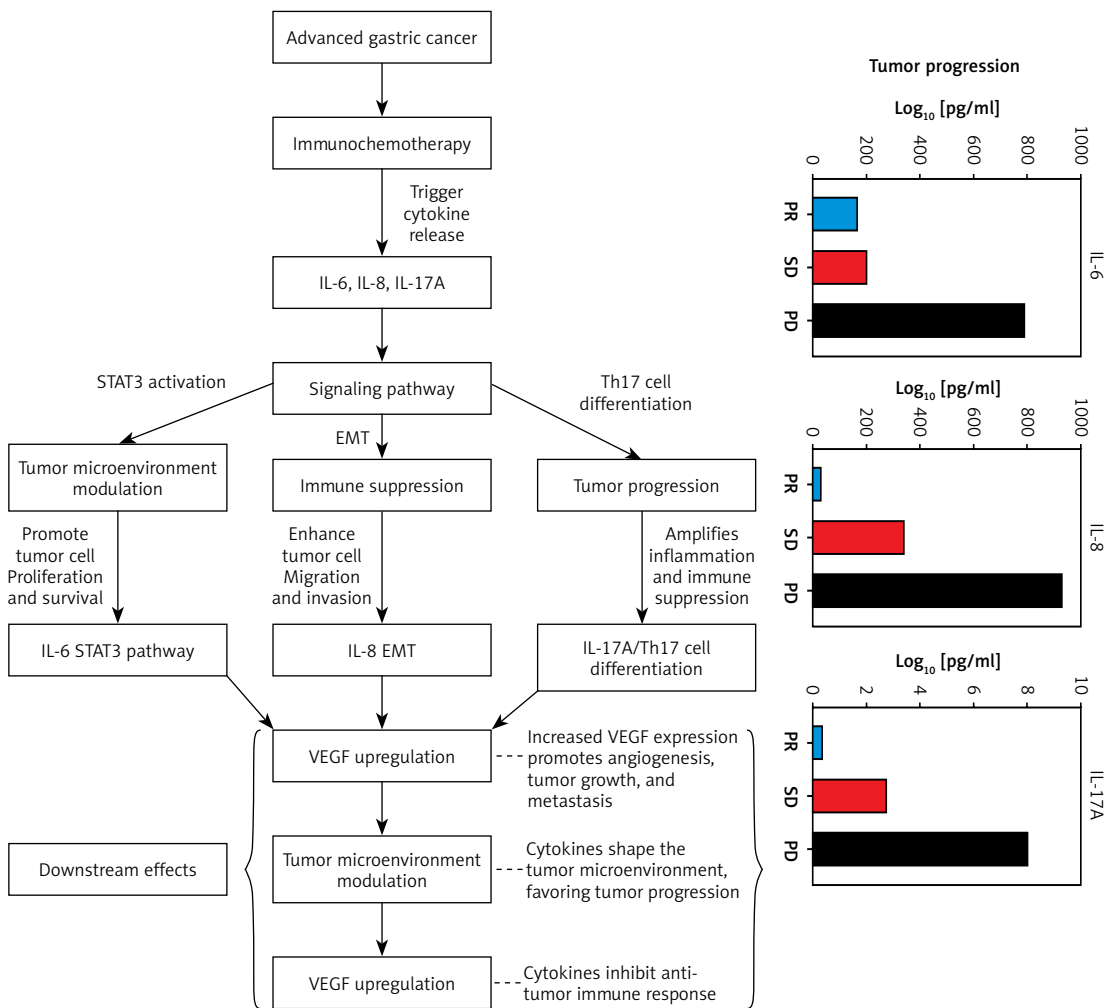 Advanced gastric cancer
Immunochemotherapy
Trigger
cytokine
release
IL-6, IL-8, IL-17A
STAT3 activation
Signaling pathway
Th17 cell
differentiation
EMT
Tumor microenvironment
modulation
Immune suppression
Tumor progression
Promote
tumor cell
Proliferation
and survival
Enhance
tumor cell
Migration
and invasion
Amplifies
inflammation
and immune
suppression
IL-6 STAT3 pathway
IL-8 EMT
IL-17A/Th17 cell
differentiation
VEGF upregulation
Increased VEGF expression
promotes angiogenesis,
tumor growth, and
metastasis
Downstream effects
Tumor microenvironment
modulation
Cytokines shape the
tumor microenvironment,
favoring tumor progression
VEGF upregulation
Cytokines inhibit anti-
tumor immune response
Tumor progression
Log10 [pg/ml]
0 200 400 600 800 1000
PR
SD
PD
IL-6
Log10 [pg/ml]
0 200 400 600 800 1000
PR
SD
PD
IL-8
Log10 [pg/ml]
0 2 4 6 8 10
PR
SD
PD
IL-17A